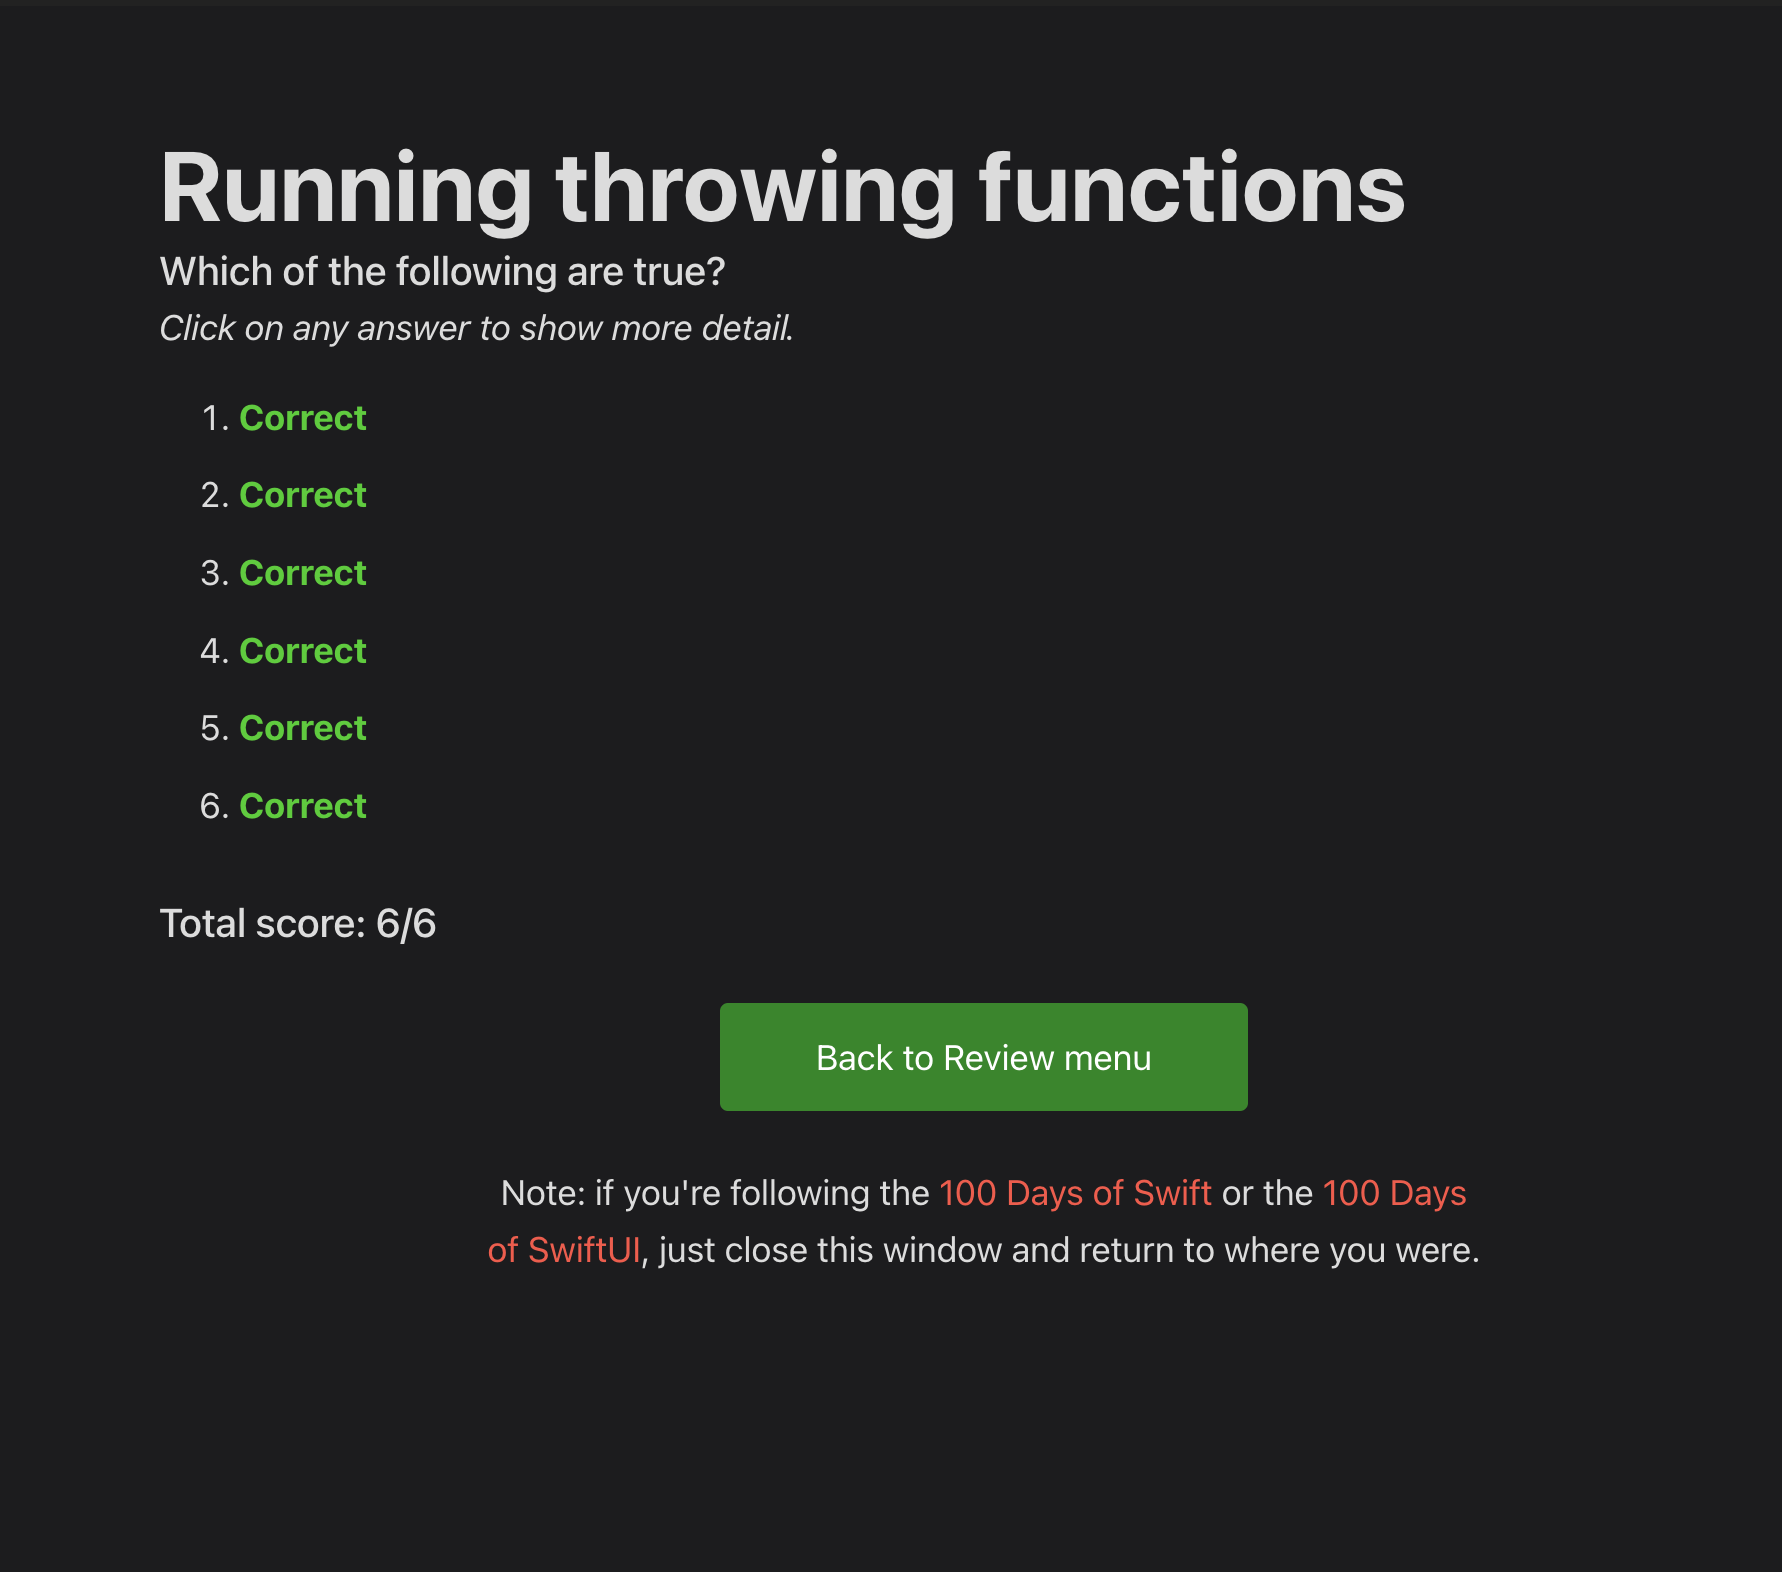 Running throwing functions
Which of the following are true?
Click on any answer to show more detail.
1. Correct
2. Correct
3. Correct
4. Correct
5. Correct
6. Correct
Total score: 6/6
Back to Review menu
Note: if you're following the 100 Days of Swift or the 100 Days
of SwiftUI, just close this window and return to where you were.